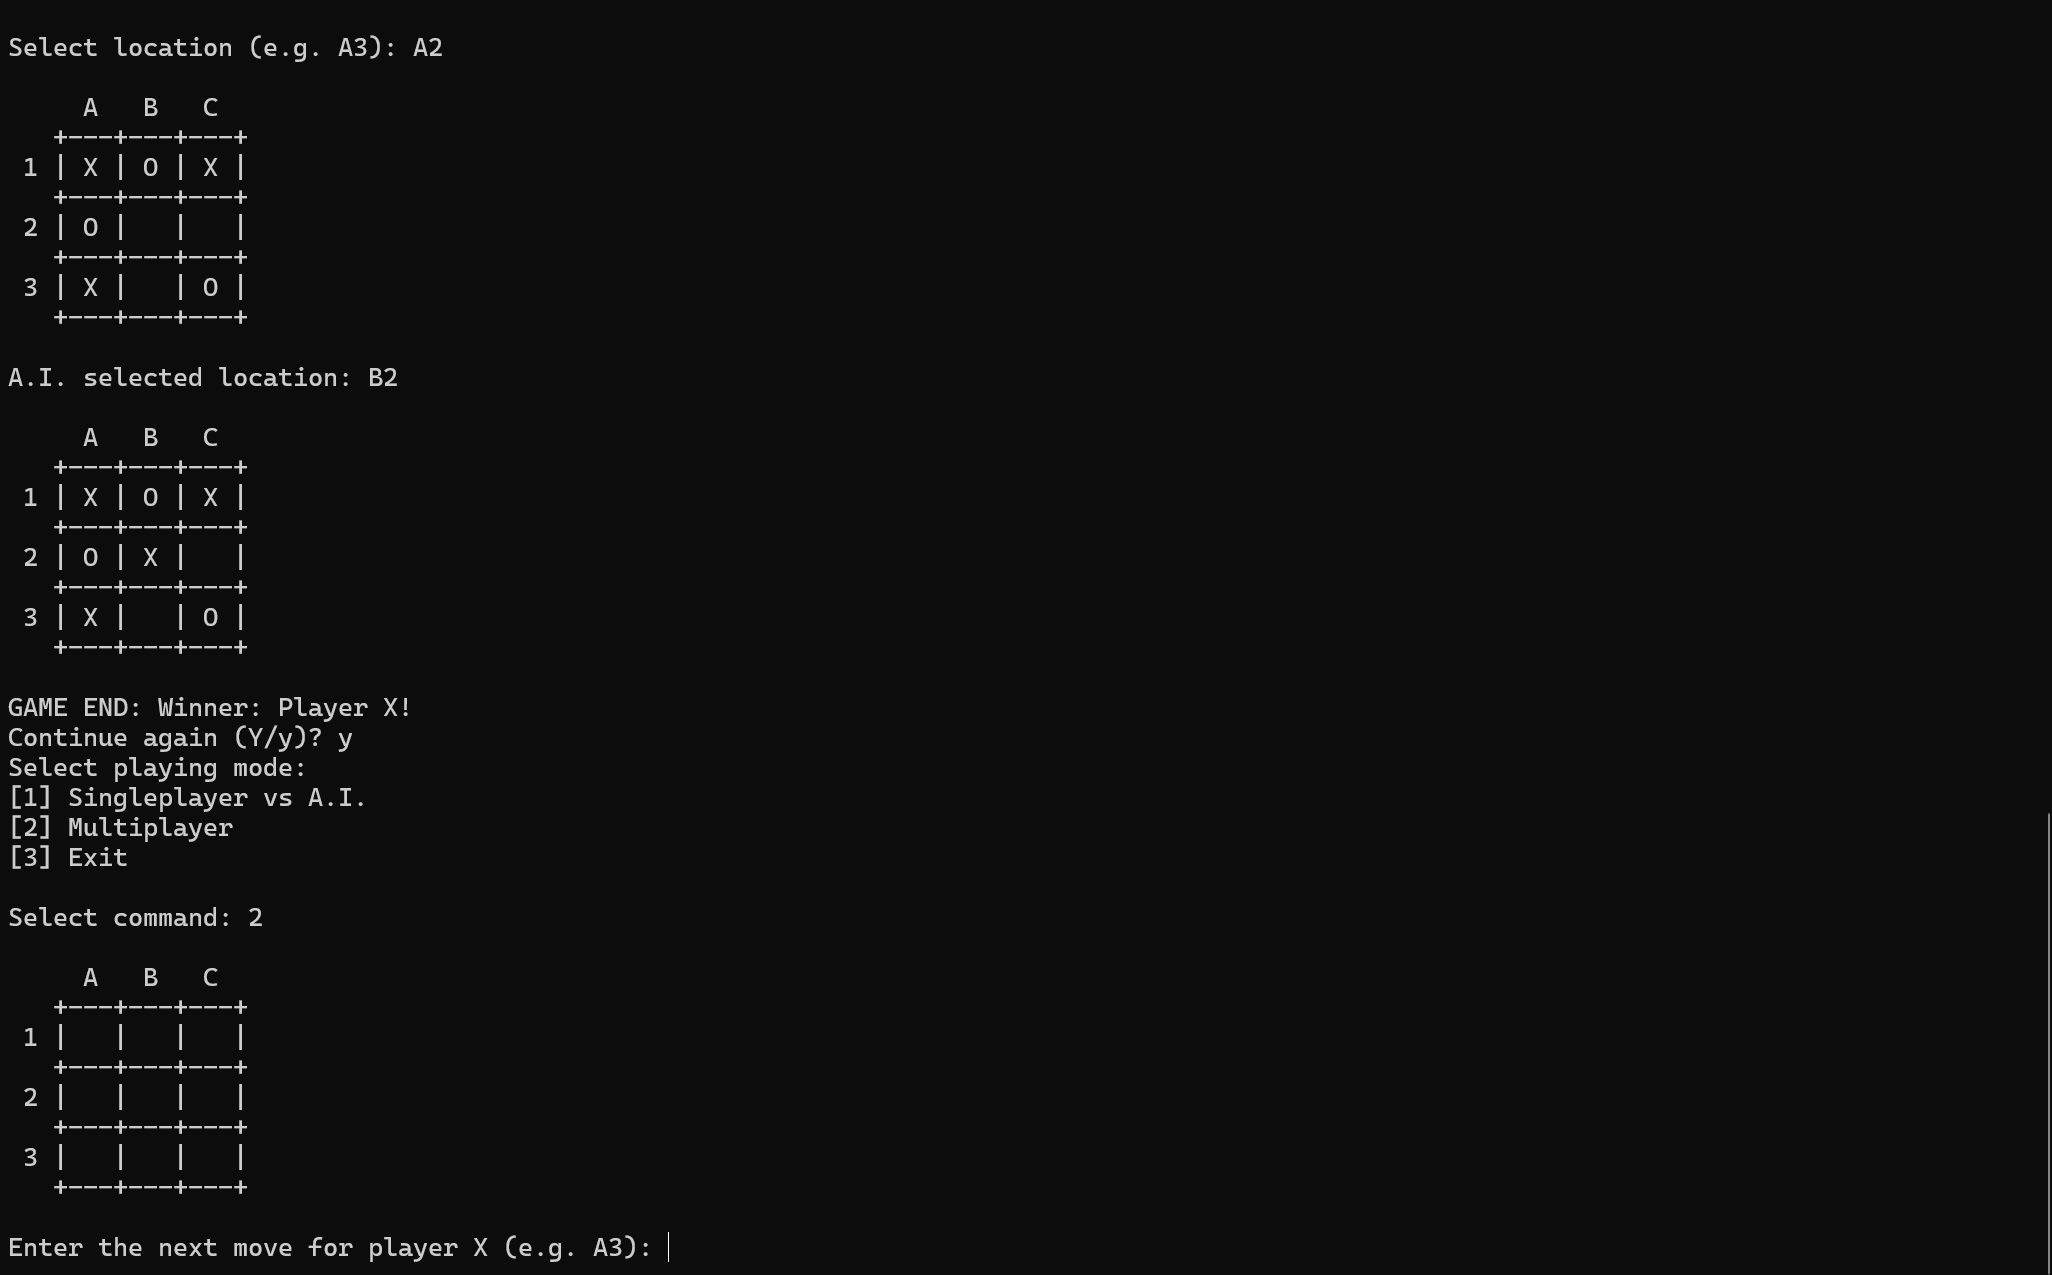 Select location (e.g. A3): A2
     A   B   C
   +---+---+---+
 1 | X | O | X |
   +---+---+---+
 2 | O |   |   |
   +---+---+---+
 3 | X |   | O |
   +---+---+---+
A.I. selected location: B2
     A   B   C
   +---+---+---+
 1 | X | O | X |
   +---+---+---+
 2 | O | X |   |
   +---+---+---+
 3 | X |   | O |
   +---+---+---+
GAME END: Winner: Player X!
Continue again (Y/y)? y
Select playing mode:
[1] Singleplayer vs A.I.
[2] Multiplayer
[3] Exit
Select command: 2
     A   B   C
   +---+---+---+
 1 |   |   |   |
   +---+---+---+
 2 |   |   |   |
   +---+---+---+
 3 |   |   |   |
   +---+---+---+
Enter the next move for player X (e.g. A3):